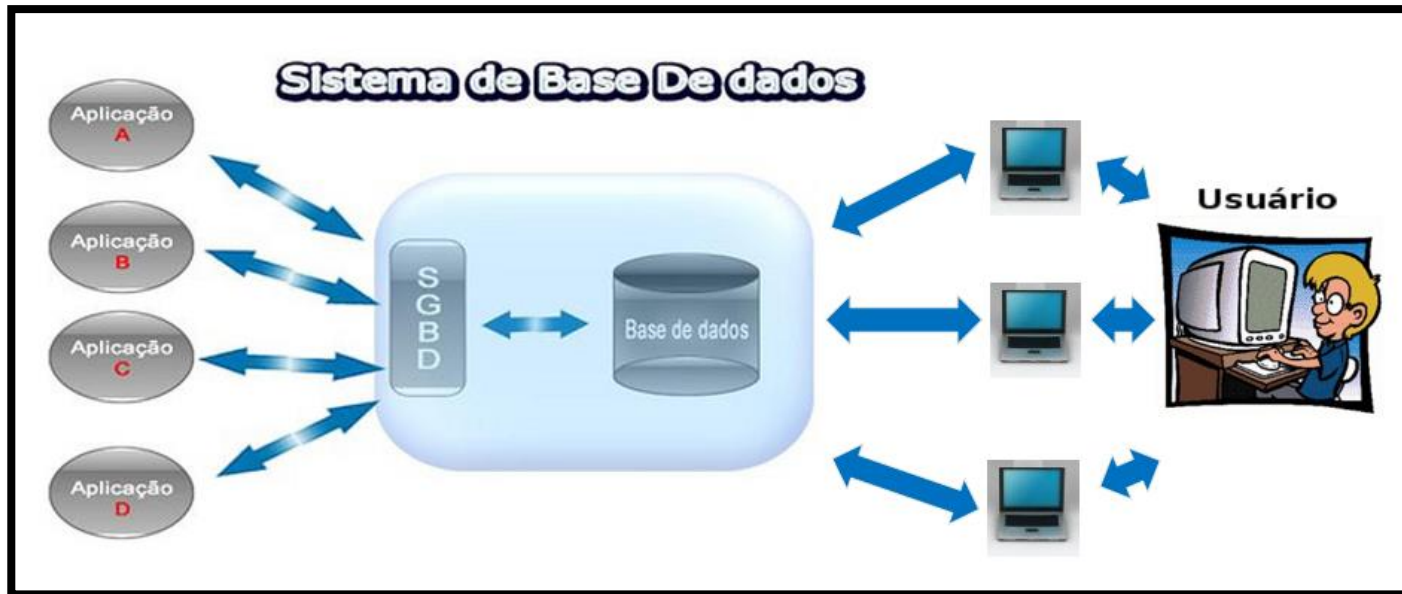 Sistema de Base De dados
Aplicação
A
Aplicação
B
Aplicação
C
Aplicação
D
S
G
B
D
Base de dados
Usuário